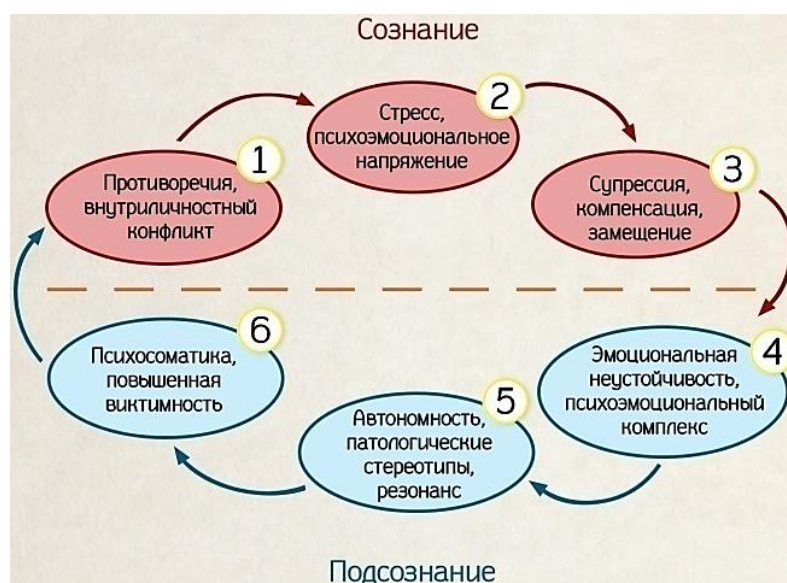 Сознание
1
Противоречия,
внутриличностный
конфликт
2
Стресс,
психоэмоциональное
напряжение
3
Супрессия,
компенсация,
замещение
4
Эмоциональная
неустойчивость,
психоэмоциональный
комплекс
5
Автономность,
патологические
стереотипы,
резонанс
6
Психосоматика,
повышенная
виктимность
Подсознание